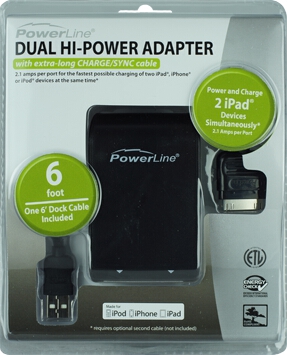 PowerLine®
DUAL HI-POWER ADAPTER
with extra-long CHARGE/SYNC cable
2.1 amps per port for the fastest possible charging of two iPad®, iPhone®
or iPod® devices at the same time*
Power and Charge
2 iPad®
Devices
Simultaneously*
2.1 Amps per Port
PowerLine®
6
foot
One 6' Dock Cable
Included
ETL
ENERGY
CHECK
Made for
iPod iPhone iPad
* requires optional second cable (not included)